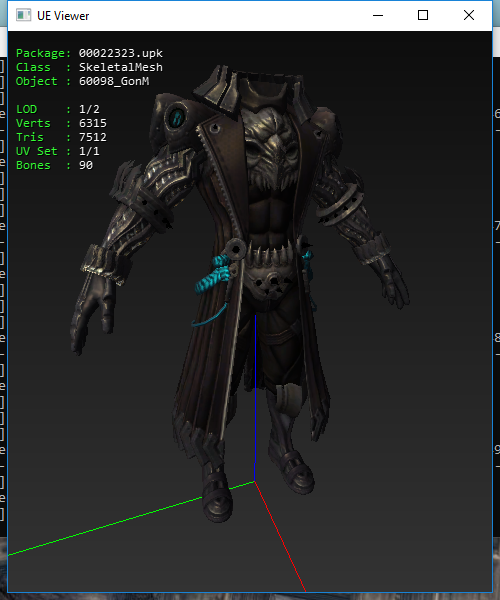 UE Viewer
Package: 00022323.upk
Class  : SkeletalMesh
Object : 60098_GonM
LOD    : 1/2
Verts  : 6315
Tris   : 7512
UV Set : 1/1
Bones  : 90